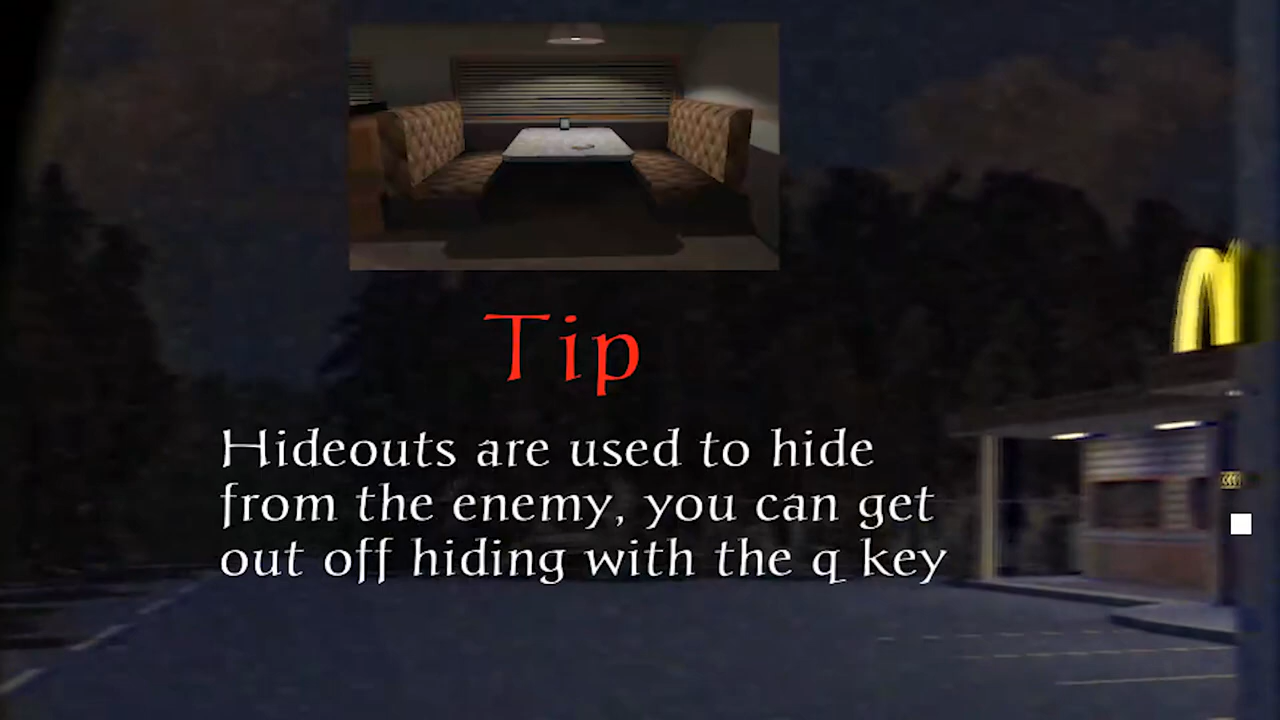 Tip
Hideouts are used to hide
from the enemy, you can get
out off hiding with the q key